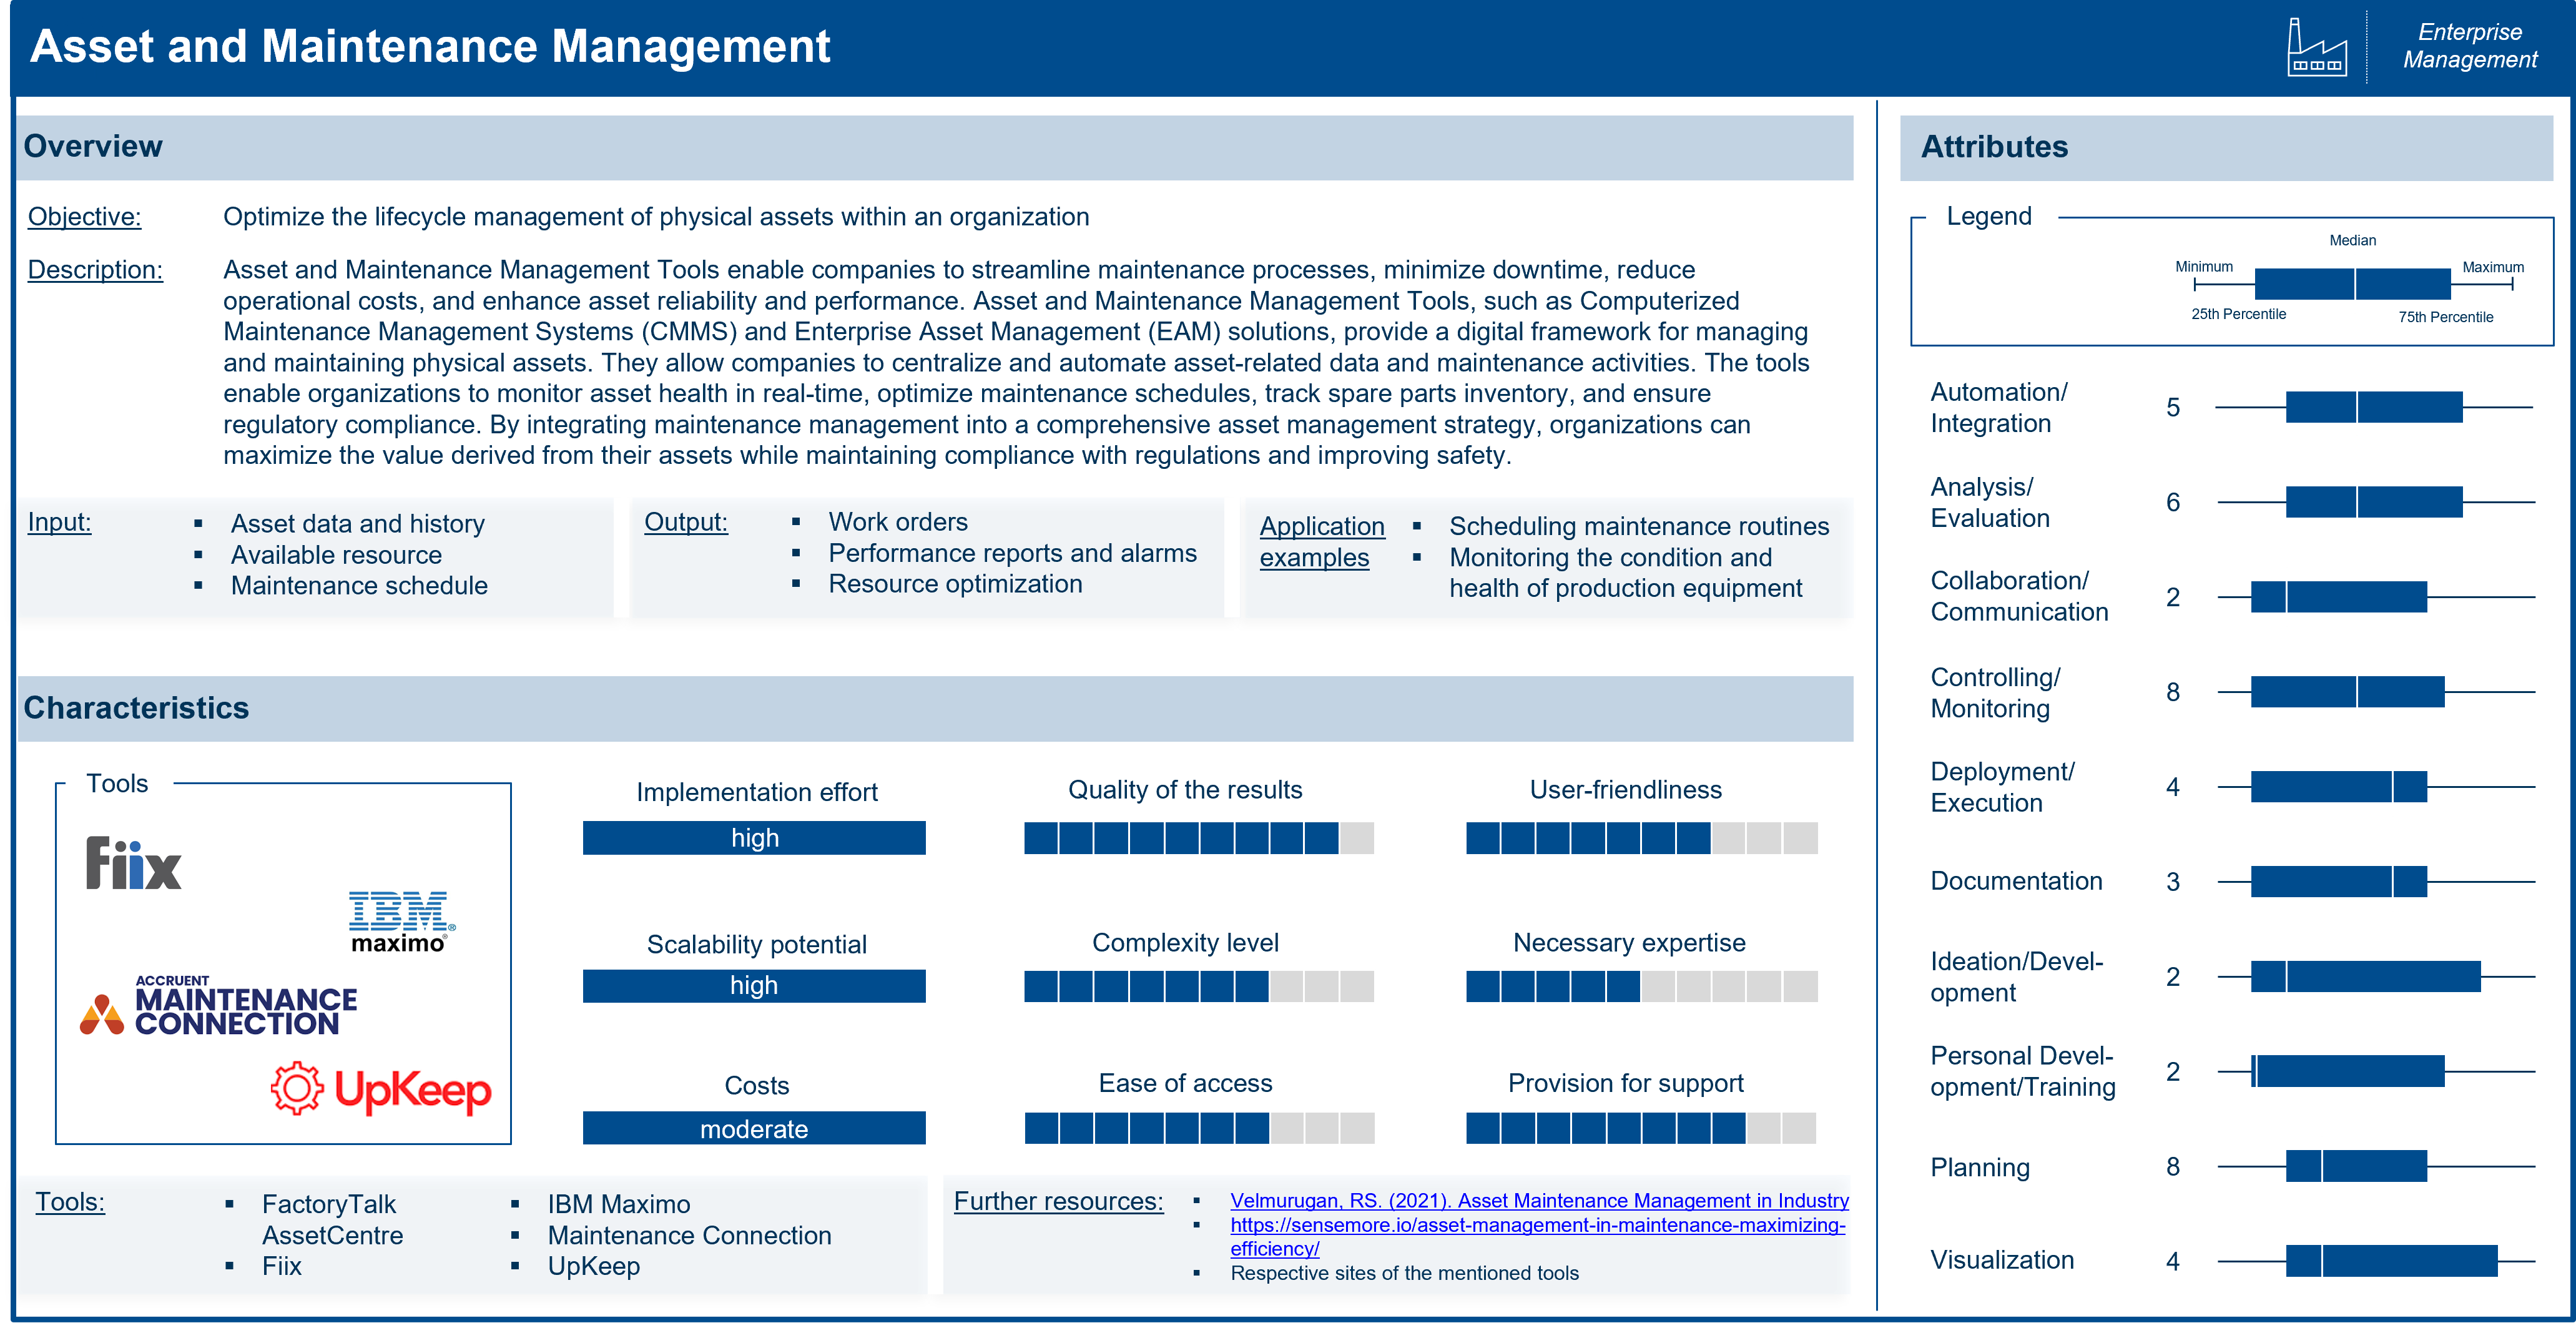 Asset and Maintenance Management
Enterprise
Management
Overview
Objective:
Optimize the lifecycle management of physical assets within an organization
Description:
Asset and Maintenance Management Tools enable companies to streamline maintenance processes, minimize downtime, reduce
operational costs, and enhance asset reliability and performance. Asset and Maintenance Management Tools, such as Computerized
Maintenance Management Systems (CMMS) and Enterprise Asset Management (EAM) solutions, provide a digital framework for managing
and maintaining physical assets. They allow companies to centralize and automate asset-related data and maintenance activities. The tools
enable organizations to monitor asset health in real-time, optimize maintenance schedules, track spare parts inventory, and ensure
regulatory compliance. By integrating maintenance management into a comprehensive asset management strategy, organizations can
maximize the value derived from their assets while maintaining compliance with regulations and improving safety.
Input:
▪ Asset data and history
▪ Available resource
▪ Maintenance schedule
Output:
▪ Work orders
▪ Performance reports and alarms
▪ Resource optimization
Application
examples
▪ Scheduling maintenance routines
▪ Monitoring the condition and
health of production equipment
Characteristics
Tools
Fiix
IBM®
maximo®
ACCRUENT
MAINTENANCE
CONNECTION
UpKeep
Implementation effort
high
Quality of the results
User-friendliness
Scalability potential
high
Complexity level
Necessary expertise
Costs
moderate
Ease of access
Provision for support
Tools:
▪ FactoryTalk
AssetCentre
▪ Fiix
▪ IBM Maximo
▪ Maintenance Connection
▪ UpKeep
Further resources:
▪ Velmurugan, RS. (2021). Asset Maintenance Management in Industry
▪ https://sensemore.io/asset-management-in-maintenance-maximizing-
efficiency/
▪ Respective sites of the mentioned tools
Attributes
Legend
Median
Minimum
Maximum
25th Percentile
75th Percentile
Automation/
Integration
5
Analysis/
Evaluation
6
Collaboration/
Communication
2
Controlling/
Monitoring
8
Deployment/
Execution
4
Documentation
3
Ideation/Devel-
opment
2
Personal Devel-
opment/Training
2
Planning
8
Visualization
4